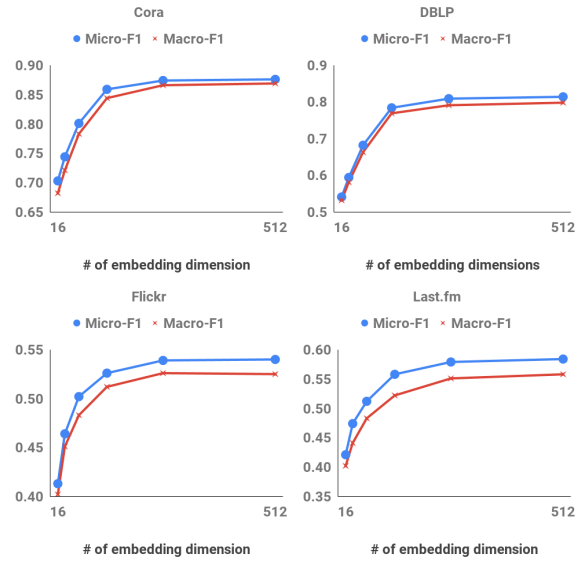 Cora
Micro-F1 Macro-F1
0.90
0.85
0.80
0.75
0.70
0.65
16 512
# of embedding dimension
DBLP
Micro-F1 Macro-F1
0.9
0.8
0.7
0.6
0.5
16 512
# of embedding dimensions
Flickr
Micro-F1 Macro-F1
0.55
0.50
0.45
0.40
16 512
# of embedding dimension
Last.fm
Micro-F1 Macro-F1
0.60
0.55
0.50
0.45
0.40
0.35
16 512
# of embedding dimension